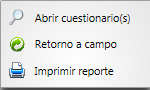 Abrir cuestionario(s)
Retorno a campo
Imprimir reporte